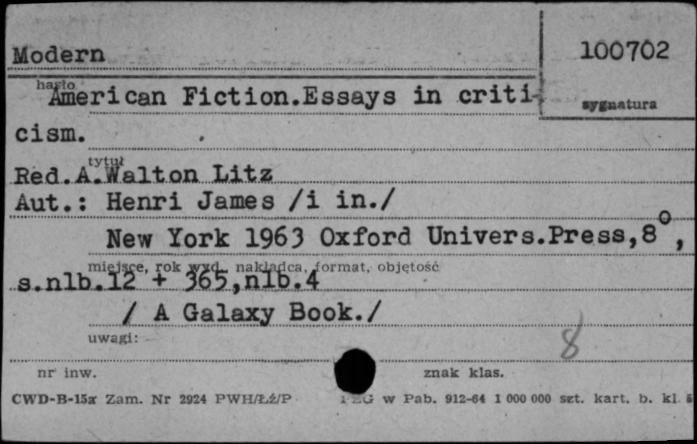 Modern
100702
hasło
American Fiction.Essays in criti-
sygnatura
cism.
tytuł
Red.A.Walton Litz
Aut.: Henri James /i in./
New York 1963 Oxford Univers.Press,8°,
miejsce, rok wyd., nakładca, format, objętość
s.nlb.12 + 365,nlb.4
/ A Galaxy Book./
uwagi:
8
nr inw.
znak klas.
CWD-B-15a Zam. Nr 2924 PWH/Łź/P w Pab. 912-64 1 000 000 szt. kart. b. kl